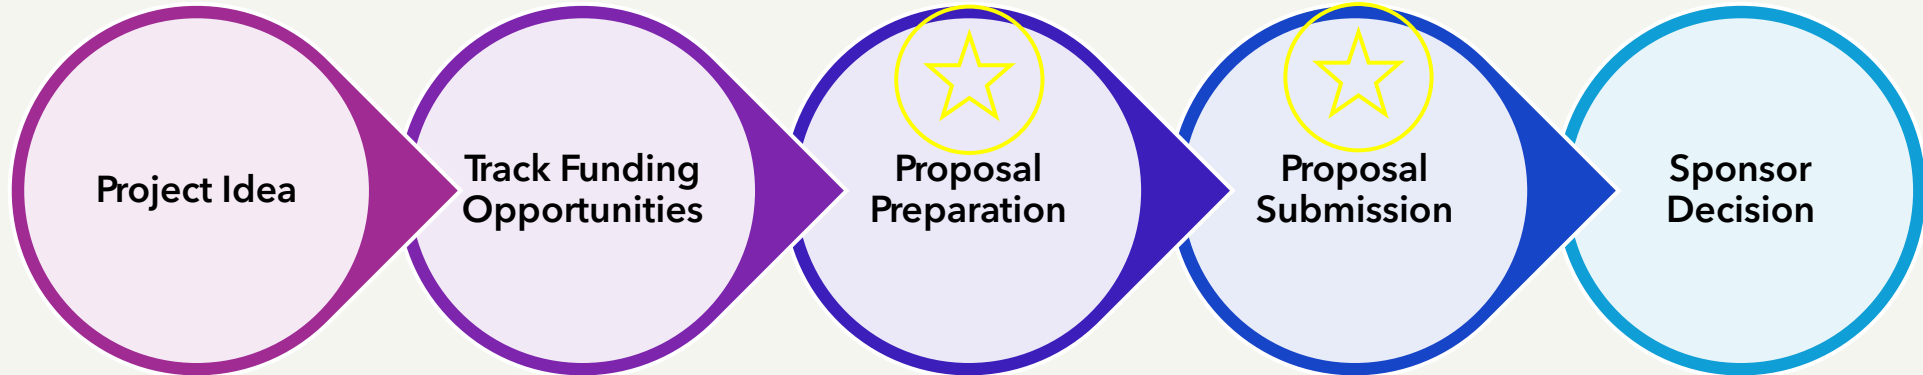 Project Idea
Track Funding
Opportunities
Proposal
Preparation
Proposal
Submission
Sponsor
Decision